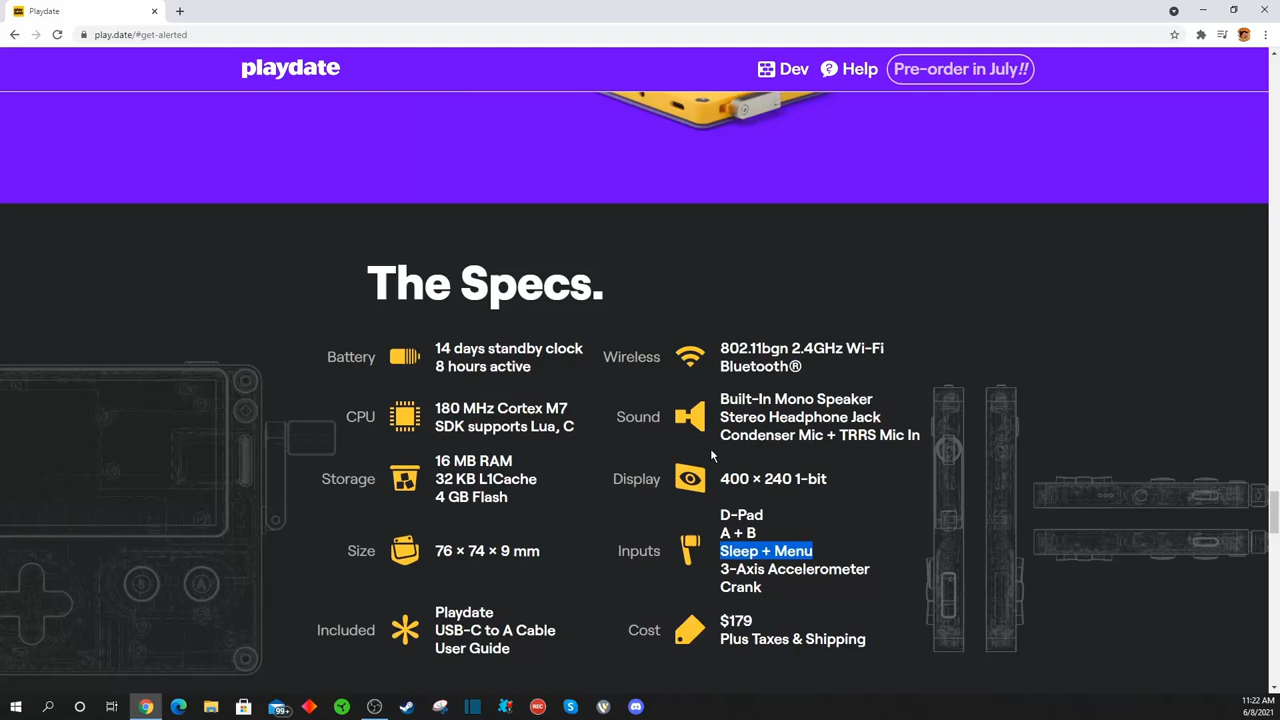 Playdate
play.date/#get-alerted
playdate
Dev
Help
Pre-order in July!!
The Specs.
Battery
14 days standby clock
8 hours active
Wireless
802.11bgn 2.4GHz Wi-Fi
Bluetooth®
CPU
180 MHz Cortex M7
SDK supports Lua, C
Sound
Built-In Mono Speaker
Stereo Headphone Jack
Condenser Mic + TRRS Mic In
Storage
16 MB RAM
32 KB L1Cache
4 GB Flash
Display
400 × 240 1-bit
Size
76 × 74 × 9 mm
Inputs
D-Pad
A + B
Sleep + Menu
3-Axis Accelerometer
Crank
Included
Playdate
USB-C to A Cable
User Guide
Cost
$179
Plus Taxes & Shipping
B A
99+
REC
11:22 AM
6/8/2021